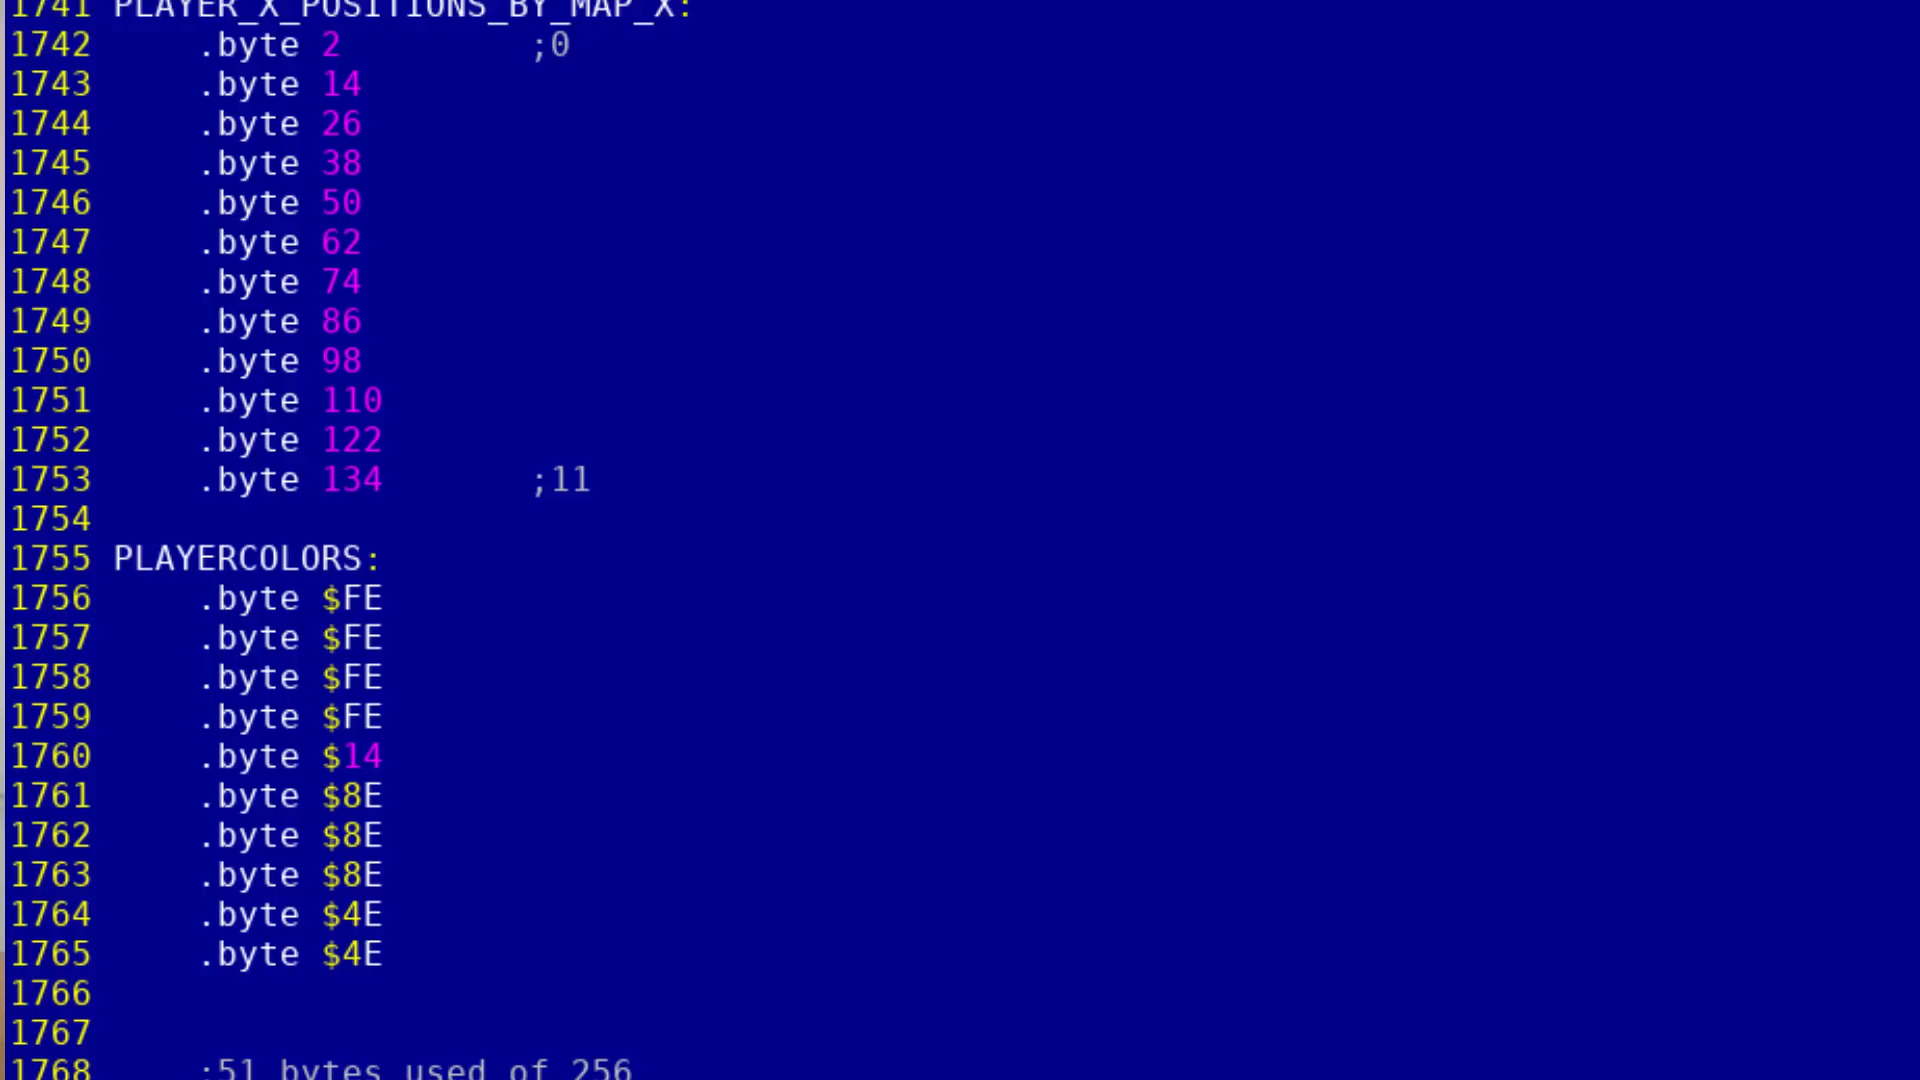 1741 PLAYER_X_POSITIONS_BY_MAP_X:
1742 .byte 2 ;0
1743 .byte 14
1744 .byte 26
1745 .byte 38
1746 .byte 50
1747 .byte 62
1748 .byte 74
1749 .byte 86
1750 .byte 98
1751 .byte 110
1752 .byte 122
1753 .byte 134 ;11
1754
1755 PLAYERCOLORS:
1756 .byte $FE
1757 .byte $FE
1758 .byte $FE
1759 .byte $FE
1760 .byte $14
1761 .byte $8E
1762 .byte $8E
1763 .byte $8E
1764 .byte $4E
1765 .byte $4E
1766
1767
1768 ;51 bytes used of 256